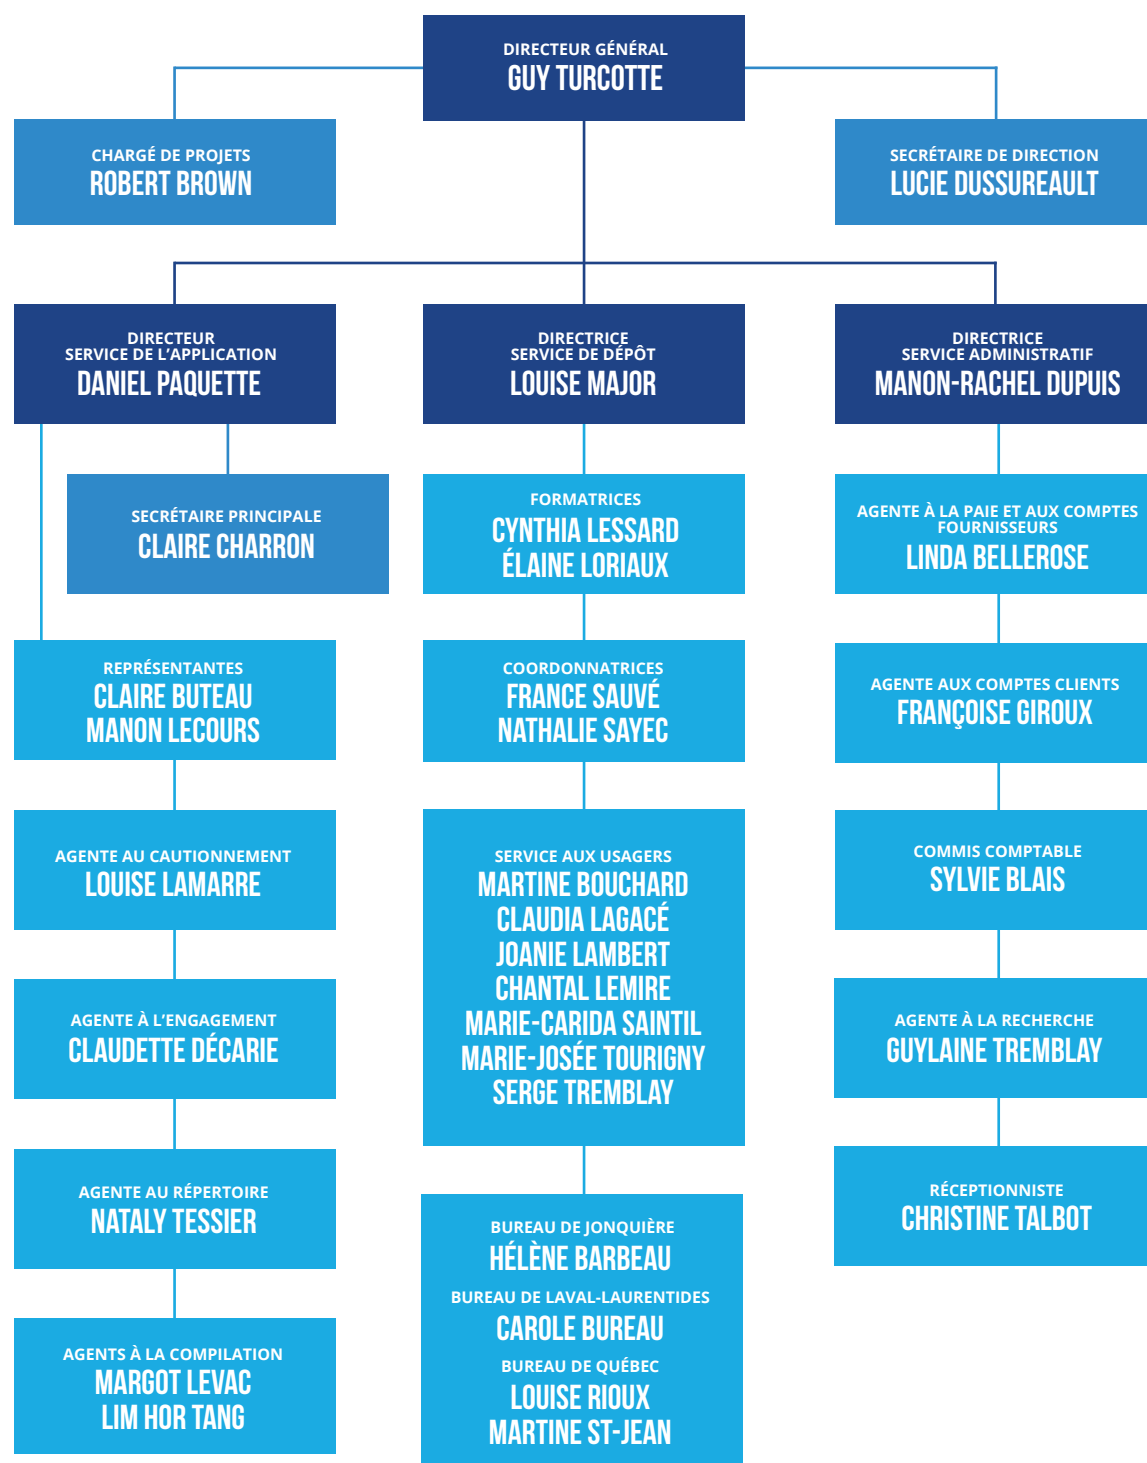 DIRECTEUR GÉNÉRAL
GUY TURCOTTE
CHARGÉ DE PROJETS
ROBERT BROWN
SECRÉTAIRE DE DIRECTION
LUCIE DUSSUREAULT
DIRECTEUR
SERVICE DE L’APPLICATION
DANIEL PAQUETTE
DIRECTRICE
SERVICE DE DÉPÔT
LOUISE MAJOR
DIRECTRICE
SERVICE ADMINISTRATIF
MANON-RACHEL DUPUIS
SECRÉTAIRE PRINCIPALE
CLAIRE CHARRON
REPRÉSENTANTES
CLAIRE BUTEAU
MANON LECOURS
AGENTE AU CAUTIONNEMENT
LOUISE LAMARRE
AGENTE À L’ENGAGEMENT
CLAUDETTE DÉCARIE
AGENTE AU RÉPERTOIRE
NATALY TESSIER
AGENTS À LA COMPILATION
MARGOT LEVAC
LIM HOR TANG
FORMATRICES
CYNTHIA LESSARD
ÉLAINE LORIAUX
COORDONNATRICES
FRANCE SAUVÉ
NATHALIE SAYEC
SERVICE AUX USAGERS
MARTINE BOUCHARD
CLAUDIA LAGACÉ
JOANIE LAMBERT
CHANTAL LEMIRE
MARIE-CARIDA SAINTIL
MARIE-JOSÉE TOURIGNY
SERGE TREMBLAY
BUREAU DE JONQUIÈRE
HÉLÈNE BARBEAU
BUREAU DE LAVAL-LAURENTIDES
CAROLE BUREAU
BUREAU DE QUÉBEC
LOUISE RIOUX
MARTINE ST-JEAN
AGENTE À LA PAIE ET AUX COMPTES
FOURNISSEURS
LINDA BELLEROSE
AGENTE AUX COMPTES CLIENTS
FRANÇOISE GIROUX
COMMIS COMPTABLE
SYLVIE BLAIS
AGENTE À LA RECHERCHE
GUYLAINE TREMBLAY
RÉCEPTIONNISTE
CHRISTINE TALBOT